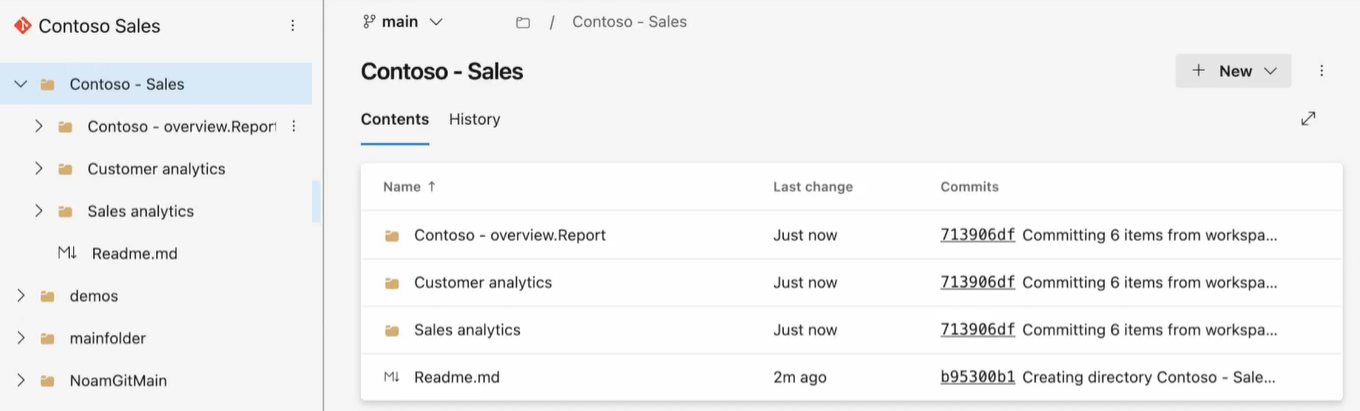 Contoso Sales
Contoso - Sales
Contoso - overview.Repor
Customer analytics
Sales analytics
Readme.md
demos
mainfolder
NoamGitMain
main
/ Contoso - Sales
Contoso - Sales
+ New
Contents History
Name ↑ Last change Commits
Contoso - overview.Report Just now 713906df Committing 6 items from workspa...
Customer analytics Just now 713906df Committing 6 items from workspa...
Sales analytics Just now 713906df Committing 6 items from workspa...
M↓ Readme.md 2m ago b95300b1 Creating directory Contoso - Sale...